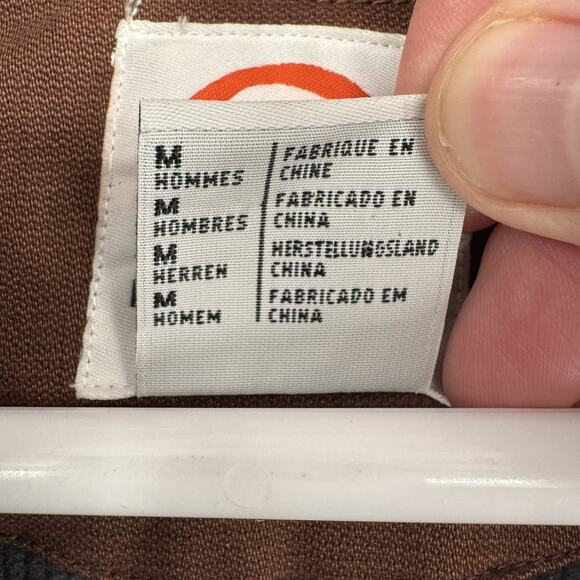 M
HOMMES
FABRIQUE EN
CHINE
M
HOMBRES
FABRICADO EN
CHINA
M
HERREN
HERSTELLUNGSLAND
CHINA
M
HOMEM
FABRICADO EM
CHINA